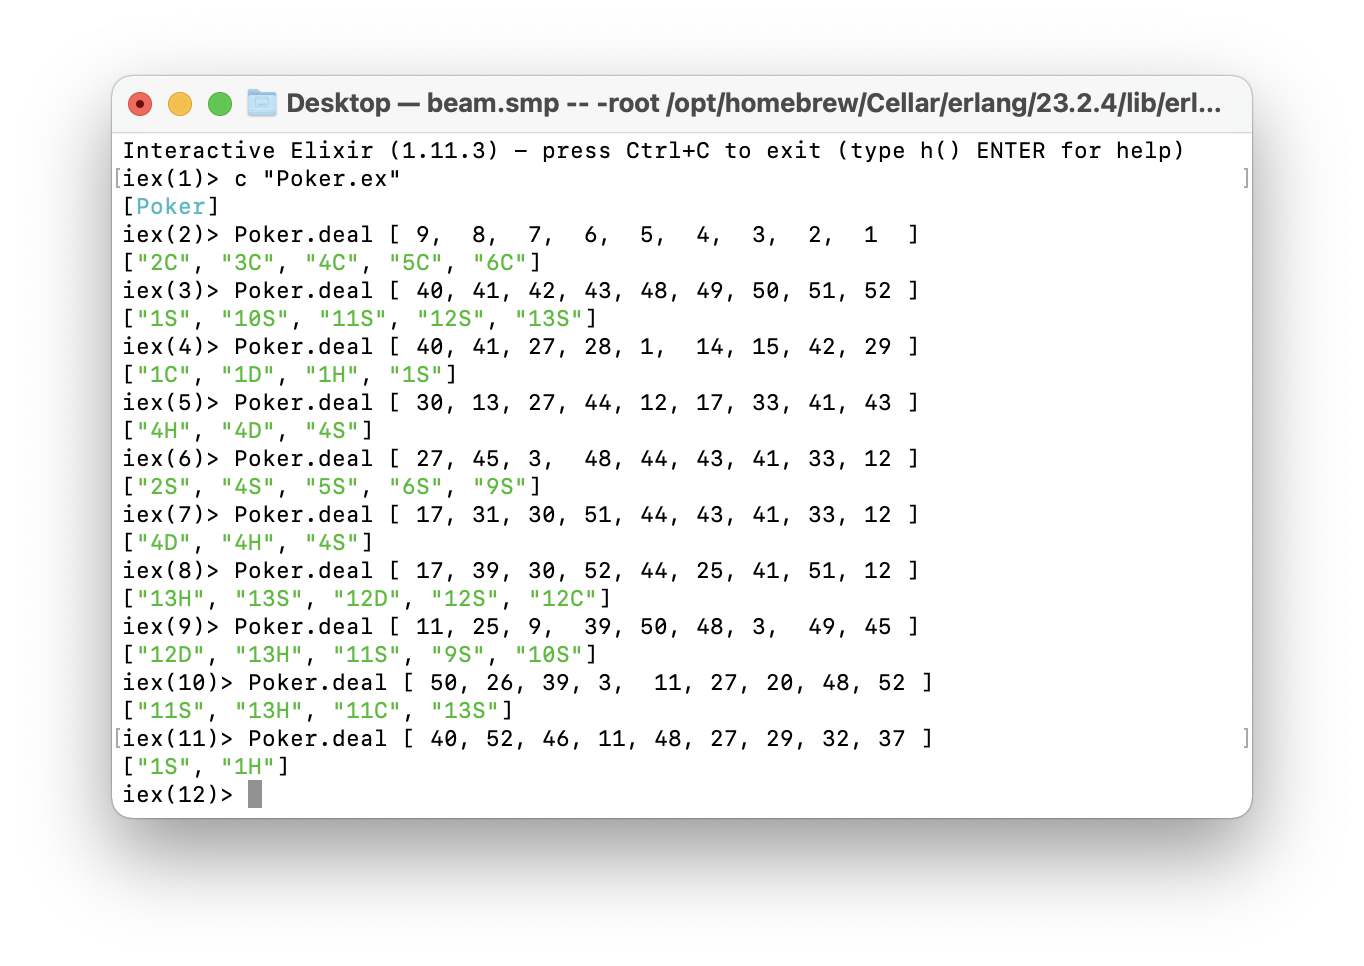 Desktop — beam.smp -- -root /opt/homebrew/Cellar/erlang/23.2.4/lib/erl...
Interactive Elixir (1.11.3) – press Ctrl+C to exit (type h() ENTER for help)
[iex(1)> c "Poker.ex" ]
[Poker]
iex(2)> Poker.deal [ 9,  8,  7,  6,  5,  4,  3,  2,  1  ]
["2C", "3C", "4C", "5C", "6C"]
iex(3)> Poker.deal [ 40, 41, 42, 43, 48, 49, 50, 51, 52 ]
["1S", "10S", "11S", "12S", "13S"]
iex(4)> Poker.deal [ 40, 41, 27, 28, 1,  14, 15, 42, 29 ]
["1C", "1D", "1H", "1S"]
iex(5)> Poker.deal [ 30, 13, 27, 44, 12, 17, 33, 41, 43 ]
["4H", "4D", "4S"]
iex(6)> Poker.deal [ 27, 45, 3,  48, 44, 43, 41, 33, 12 ]
["2S", "4S", "5S", "6S", "9S"]
iex(7)> Poker.deal [ 17, 31, 30, 51, 44, 43, 41, 33, 12 ]
["4D", "4H", "4S"]
iex(8)> Poker.deal [ 17, 39, 30, 52, 44, 25, 41, 51, 12 ]
["13H", "13S", "12D", "12S", "12C"]
iex(9)> Poker.deal [ 11, 25, 9,  39, 50, 48, 3,  49, 45 ]
["12D", "13H", "11S", "9S", "10S"]
iex(10)> Poker.deal [ 50, 26, 39, 3,  11, 27, 20, 48, 52 ]
["11S", "13H", "11C", "13S"]
[iex(11)> Poker.deal [ 40, 52, 46, 11, 48, 27, 29, 32, 37 ] ]
["1S", "1H"]
iex(12)>